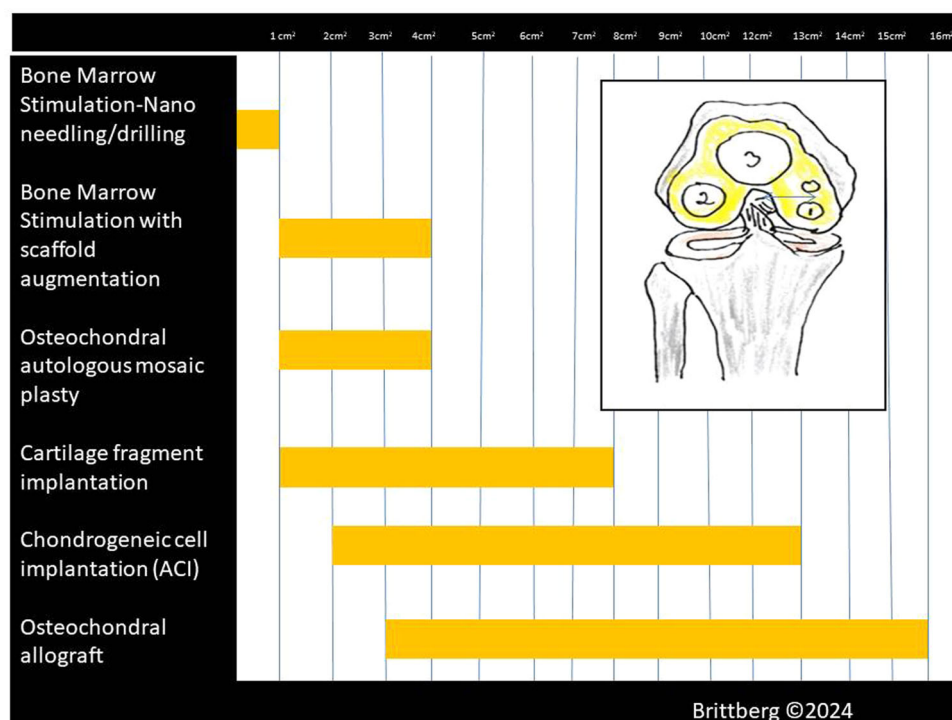 1 cm² 2cm² 3cm² 4cm² 5cm² 6cm² 7cm² 8cm² 9cm² 10cm² 12cm² 13cm² 14cm² 15cm² 16m²
Bone Marrow
Stimulation-Nano
needling/drilling
Bone Marrow
Stimulation with
scaffold
augmentation
Osteochondral
autologous mosaic
plasty
Cartilage fragment
implantation
Chondrogeneic cell
implantation (ACI)
Osteochondral
allograft
3
2
1
Brittberg ©2024